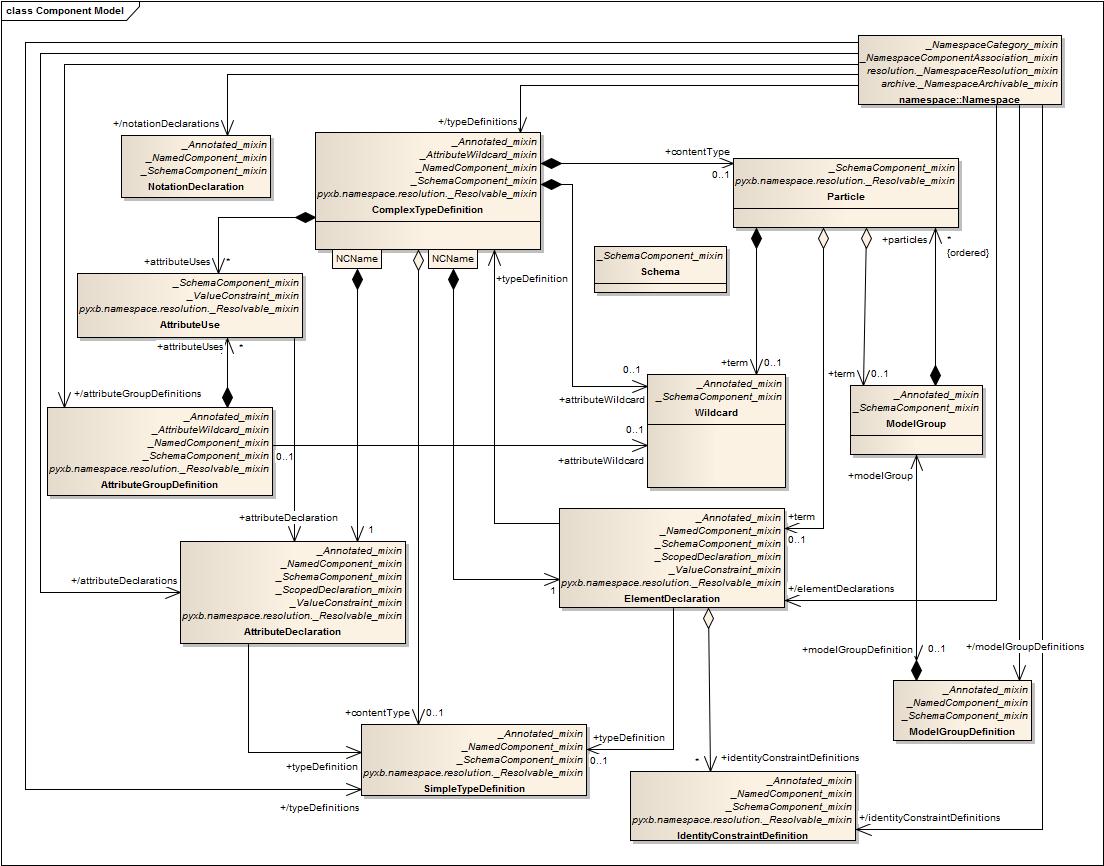 class Component Model
_NamespaceCategory_mixin
_NamespaceComponentAssociation_mixin
resolution._NamespaceResolution_mixin
archive._NamespaceArchivable_mixin
namespace::Namespace
+/notationDeclarations
+/typeDefinitions
_Annotated_mixin
_NamedComponent_mixin
_SchemaComponent_mixin
NotationDeclaration
_Annotated_mixin
_AttributeWildcard_mixin
_NamedComponent_mixin
_SchemaComponent_mixin
pyxb.namespace.resolution._Resolvable_mixin
ComplexTypeDefinition
+contentType
0..1
_SchemaComponent_mixin
pyxb.namespace.resolution._Resolvable_mixin
Particle
NCName
NCName
+attributeUses
*
+typeDefinition
_SchemaComponent_mixin
Schema
+particles
*
{ordered}
_SchemaComponent_mixin
_ValueConstraint_mixin
pyxb.namespace.resolution._Resolvable_mixin
AttributeUse
+attributeUses
*
+term
0..1
+term
0..1
0..1
+attributeWildcard
_Annotated_mixin
_SchemaComponent_mixin
Wildcard
_Annotated_mixin
_SchemaComponent_mixin
ModelGroup
+/attributeGroupDefinitions
_Annotated_mixin
_AttributeWildcard_mixin
_NamedComponent_mixin
_SchemaComponent_mixin
pyxb.namespace.resolution._Resolvable_mixin
AttributeGroupDefinition
0..1
0..1
+attributeWildcard
+modelGroup
+attributeDeclaration
1
+term
0..1
_Annotated_mixin
_NamedComponent_mixin
_SchemaComponent_mixin
_ScopedDeclaration_mixin
_ValueConstraint_mixin
pyxb.namespace.resolution._Resolvable_mixin
ElementDeclaration
1
+/elementDeclarations
+/attributeDeclarations
_Annotated_mixin
_NamedComponent_mixin
_SchemaComponent_mixin
_ScopedDeclaration_mixin
_ValueConstraint_mixin
pyxb.namespace.resolution._Resolvable_mixin
AttributeDeclaration
+modelGroupDefinition
0..1
+/modelGroupDefinitions
_Annotated_mixin
_NamedComponent_mixin
_SchemaComponent_mixin
ModelGroupDefinition
+contentType
0..1
_Annotated_mixin
_NamedComponent_mixin
_SchemaComponent_mixin
pyxb.namespace.resolution._Resolvable_mixin
SimpleTypeDefinition
+typeDefinition
0..1
+typeDefinition
+/typeDefinitions
*
+identityConstraintDefinitions
_Annotated_mixin
_NamedComponent_mixin
_SchemaComponent_mixin
pyxb.namespace.resolution._Resolvable_mixin
IdentityConstraintDefinition
+/identityConstraintDefinitions